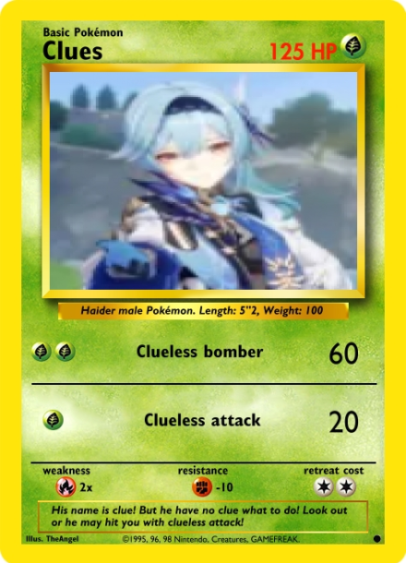 Basic Pokémon
Clues
125 HP
Haider male Pokémon. Length: 5"2, Weight: 100
Clueless bomber 60
Clueless attack 20
weakness resistance retreat cost
2x -10
His name is clue! But he have no clue what to do! Look out
or he may hit you with clueless attack!
Illus. TheAngel ©1995, 96, 98 Nintendo, Creatures, GAMEFREAK.